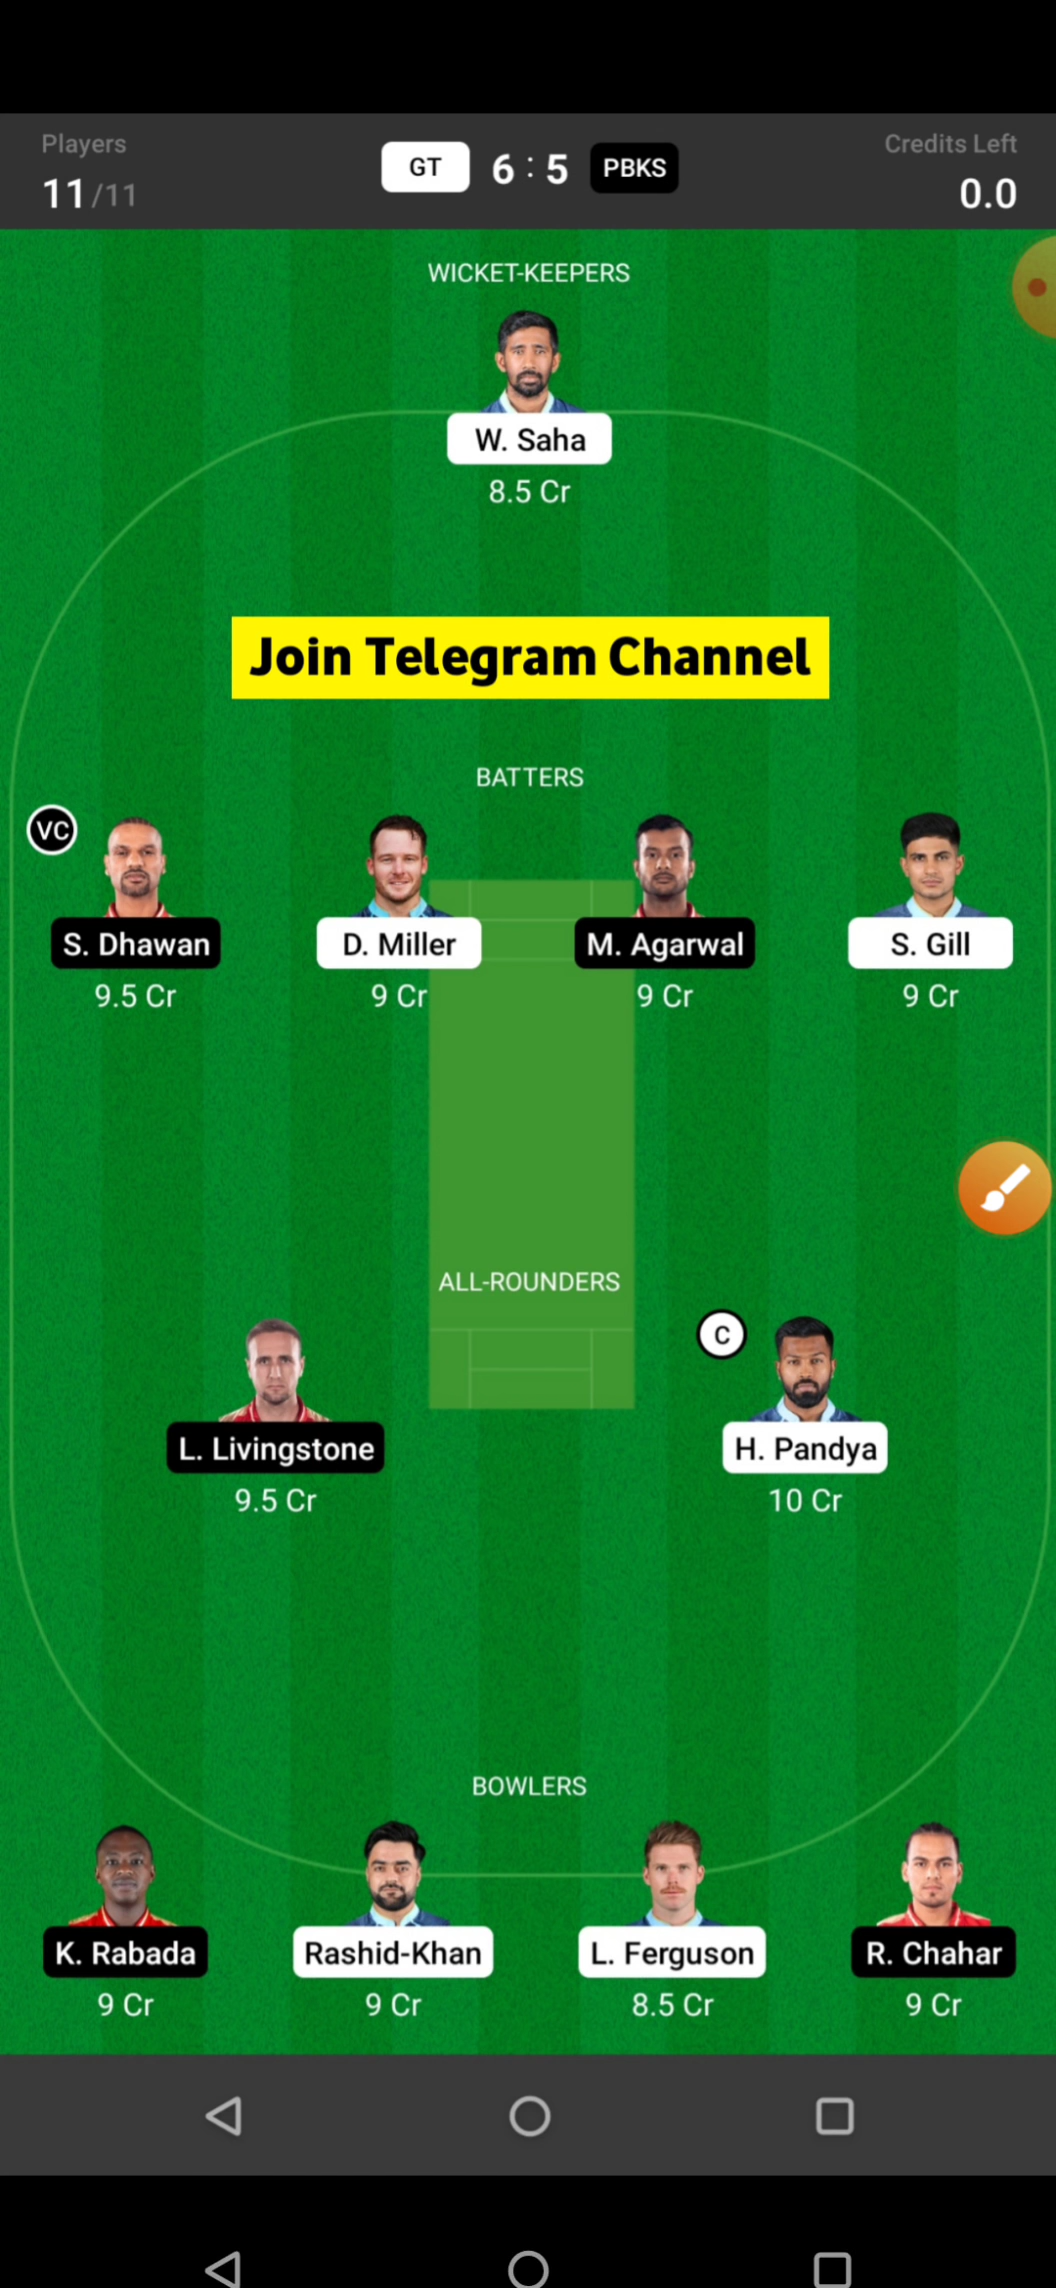 Players
Credits Left
11/11
GT 6 : 5 PBKS
0.0
WICKET-KEEPERS
W. Saha
8.5 Cr
Join Telegram Channel
BATTERS
VC
S. Dhawan
D. Miller
M. Agarwal
S. Gill
9.5 Cr
9 Cr
9 Cr
9 Cr
ALL-ROUNDERS
C
L. Livingstone
H. Pandya
9.5 Cr
10 Cr
BOWLERS
K. Rabada
Rashid-Khan
L. Ferguson
R. Chahar
9 Cr
9 Cr
8.5 Cr
9 Cr